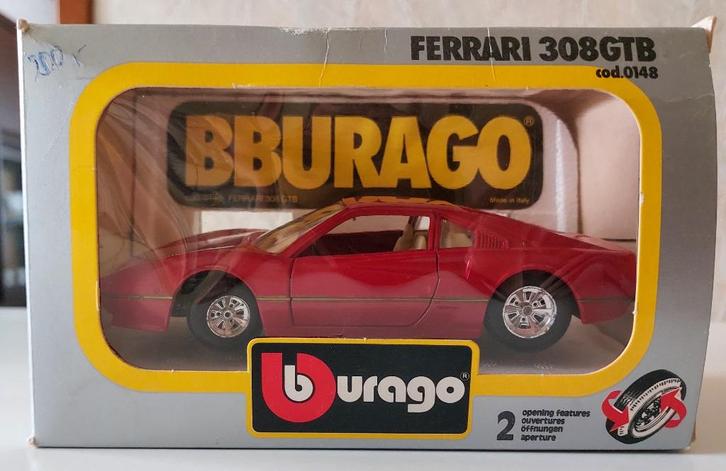 FERRARI 308GTB
cod.0148
BBURAGO®
FERRARI 308 GTB
Made in Italy
burago®
2
opening features
ouvertures
öffnungen
aperture